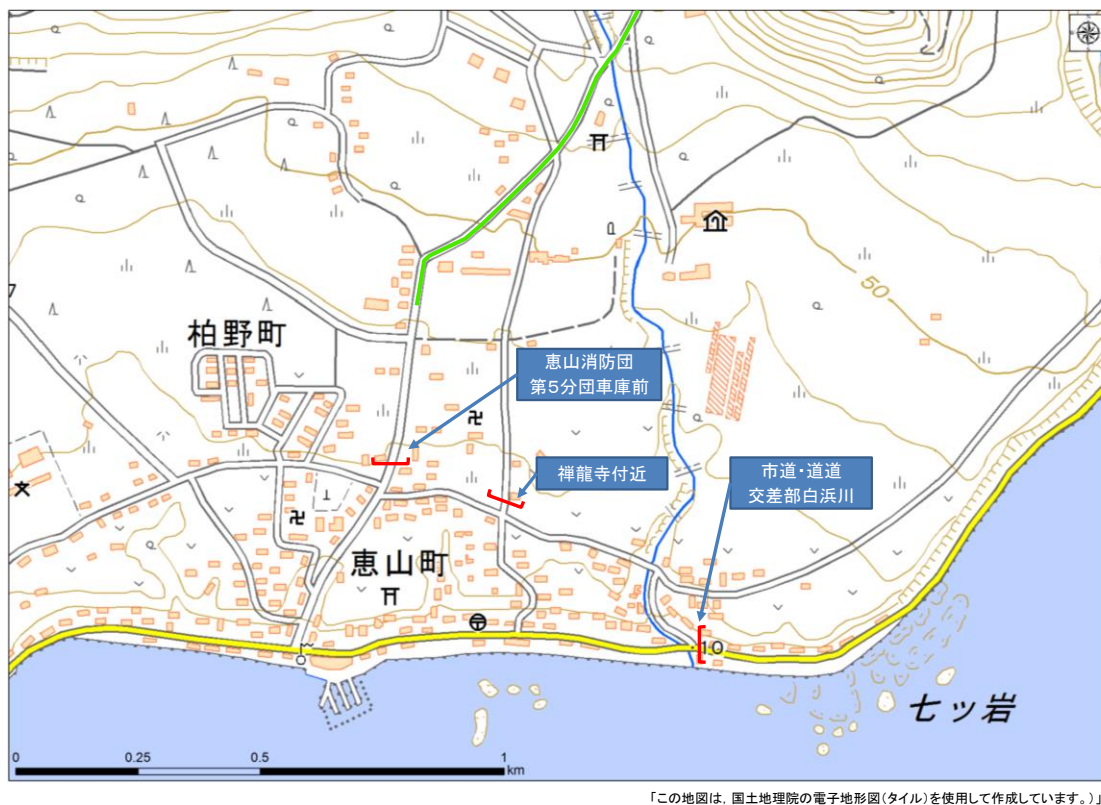 50
7
柏野町
恵山消防団
第5分団車庫前
禅龍寺付近
市道・道道
交差部白浜川
恵山町
10
七ッ岩
0
0.25
0.5
1
km
「この地図は, 国土地理院の電子地形図(タイル)を使用して作成しています。)」